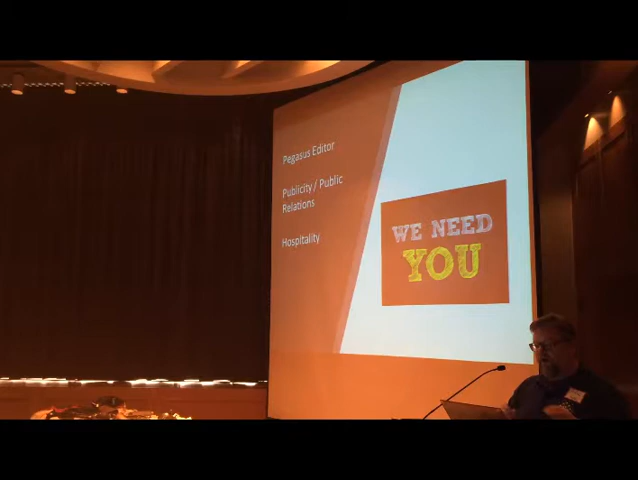 Pegasus Editor
Publicity / Public
Relations
Hospitality
WE NEED
YOU